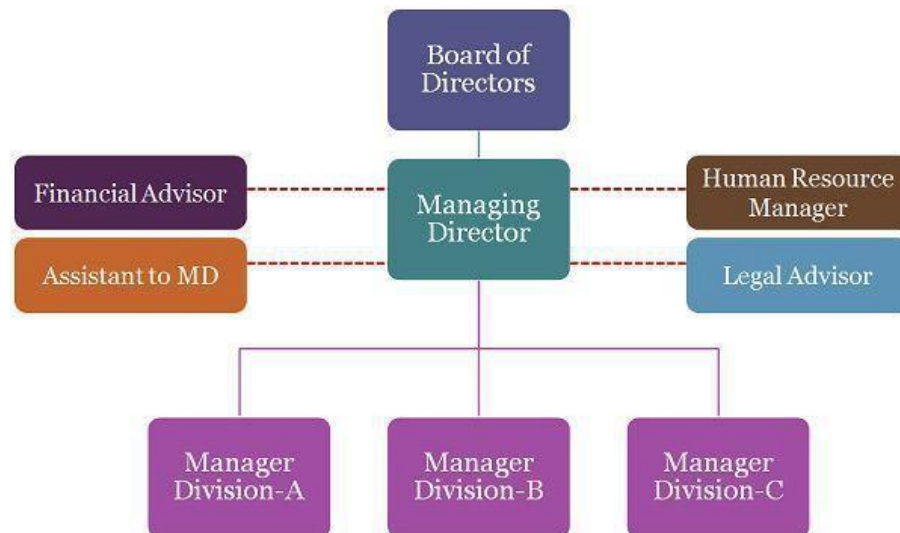 Board of
Directors
Financial Advisor
Managing
Director
Human Resource
Manager
Assistant to MD
Legal Advisor
Manager
Division-A
Manager
Division-B
Manager
Division-C